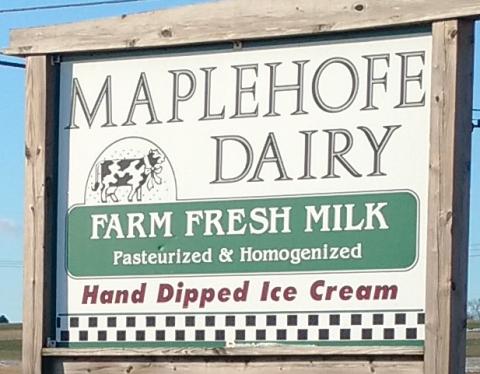 MAPLEHOFE
DAIRY
FARM FRESH MILK
Pasteurized & Homogenized
Hand Dipped Ice Cream